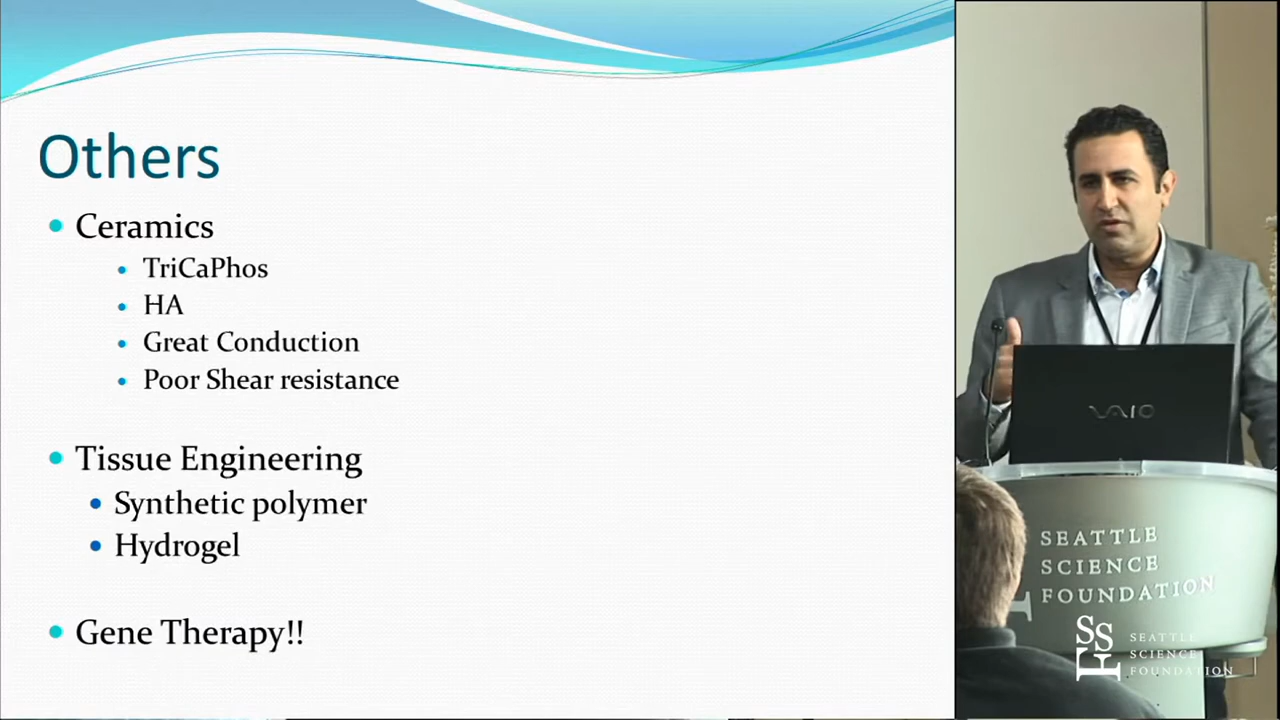 Others
Ceramics
TriCaPhos
HA
Great Conduction
Poor Shear resistance
Tissue Engineering
Synthetic polymer
Hydrogel
Gene Therapy!!
VAIO
SEATTLE
SCIENCE
FOUNDATION
SSF
SEATTLE
SCIENCE
FOUNDATION